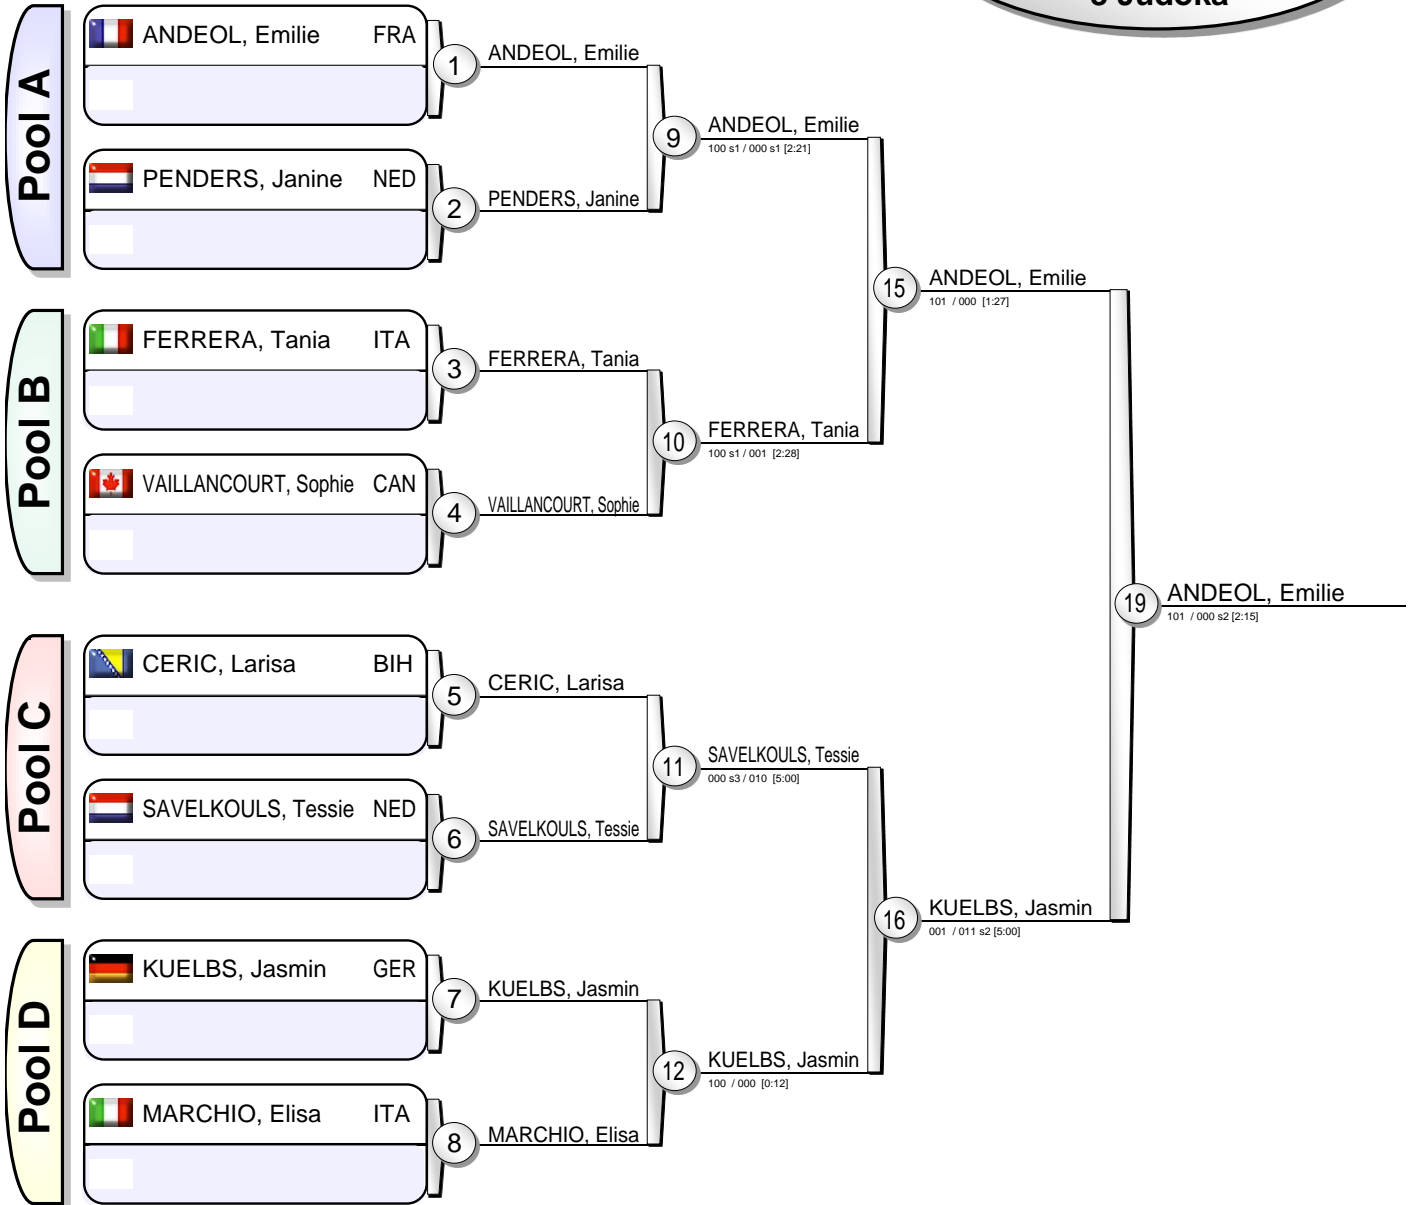 8 Judoka
Pool A
ANDEOL, Emilie FRA
1
ANDEOL, Emilie
PENDERS, Janine NED
2
PENDERS, Janine
9
ANDEOL, Emilie
100 s1 / 000 s1 [2:21]
Pool B
FERRERA, Tania ITA
3
FERRERA, Tania
VAILLANCOURT, Sophie CAN
4
VAILLANCOURT, Sophie
10
FERRERA, Tania
100 s1 / 001 [2:28]
15
ANDEOL, Emilie
101 / 000 [1:27]
Pool C
CERIC, Larisa BIH
5
CERIC, Larisa
SAVELKOULS, Tessie NED
6
SAVELKOULS, Tessie
11
SAVELKOULS, Tessie
000 s3 / 010 [5:00]
Pool D
KUELBS, Jasmin GER
7
KUELBS, Jasmin
MARCHIO, Elisa ITA
8
MARCHIO, Elisa
12
KUELBS, Jasmin
100 / 000 [0:12]
16
KUELBS, Jasmin
001 / 011 s2 [5:00]
19
ANDEOL, Emilie
101 / 000 s2 [2:15]